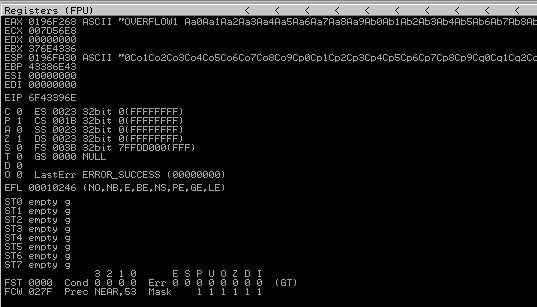 Registers (FPU) < < < < < < <
EAX 0196F268 ASCII "OVERFLOW1 Aa0Aa1Aa2Aa3Aa4Aa5Aa6Aa7Aa8Aa9Ab0Ab1Ab2Ab3Ab4Ab5Ab6Ab7Ab8Ab
ECX 007D56E8
EDX 00000000
EBX 376E4336
ESP 0196FA30 ASCII "0Co1Co2Co3Co4Co5Co6Co7Co8Co9Cp0Cp1Cp2Cp3Cp4Cp5Cp6Cp7Cp8Cp9Cq0Cq1Cq2Cc
EBP 43386E43
ESI 00000000
EDI 00000000
EIP 6F43396E
C 0 ES 0023 32bit 0(FFFFFFFF)
P 1 CS 001B 32bit 0(FFFFFFFF)
A 0 SS 0023 32bit 0(FFFFFFFF)
Z 1 DS 0023 32bit 0(FFFFFFFF)
S 0 FS 003B 32bit 7FFDD000(FFF)
T 0 GS 0000 NULL
D 0
O 0 LastErr ERROR_SUCCESS (00000000)
EFL 00010246 (NO,NB,E,BE,NS,PE,GE,LE)
ST0 empty g
ST1 empty g
ST2 empty g
ST3 empty g
ST4 empty g
ST5 empty g
ST6 empty g
ST7 empty g
3 2 1 0 E S P U O Z D I
FST 0000 Cond 0 0 0 0 Err 0 0 0 0 0 0 0 0 (GT)
FCW 027F Prec NEAR,53 Mask 1 1 1 1 1 1